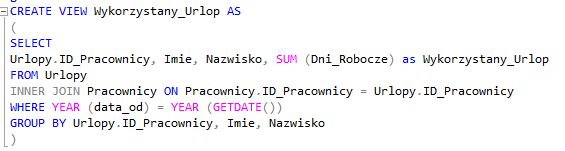 CREATE VIEW Wykorzystany_Urlop AS
(
SELECT
Urlopy.ID_Pracownicy, Imie, Nazwisko, SUM (Dni_Robocze) as Wykorzystany_Urlop
FROM Urlopy
INNER JOIN Pracownicy ON Pracownicy.ID_Pracownicy = Urlopy.ID_Pracownicy
WHERE YEAR (data_od) = YEAR (GETDATE())
GROUP BY Urlopy.ID_Pracownicy, Imie, Nazwisko
)